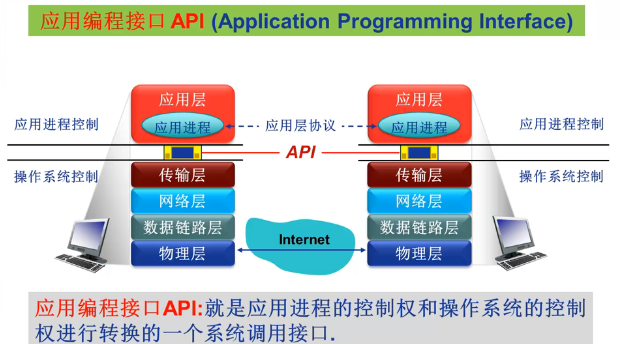 应用编程接口 API (Application Programming Interface)
应用层
应用层
应用进程控制
应用进程
应用层协议
应用进程
应用进程控制
API
操作系统控制
传输层
传输层
操作系统控制
网络层
网络层
数据链路层
Internet
数据链路层
物理层
物理层
应用编程接口API:就是应用进程的控制权和操作系统的控制
权进行转换的一个系统调用接口.